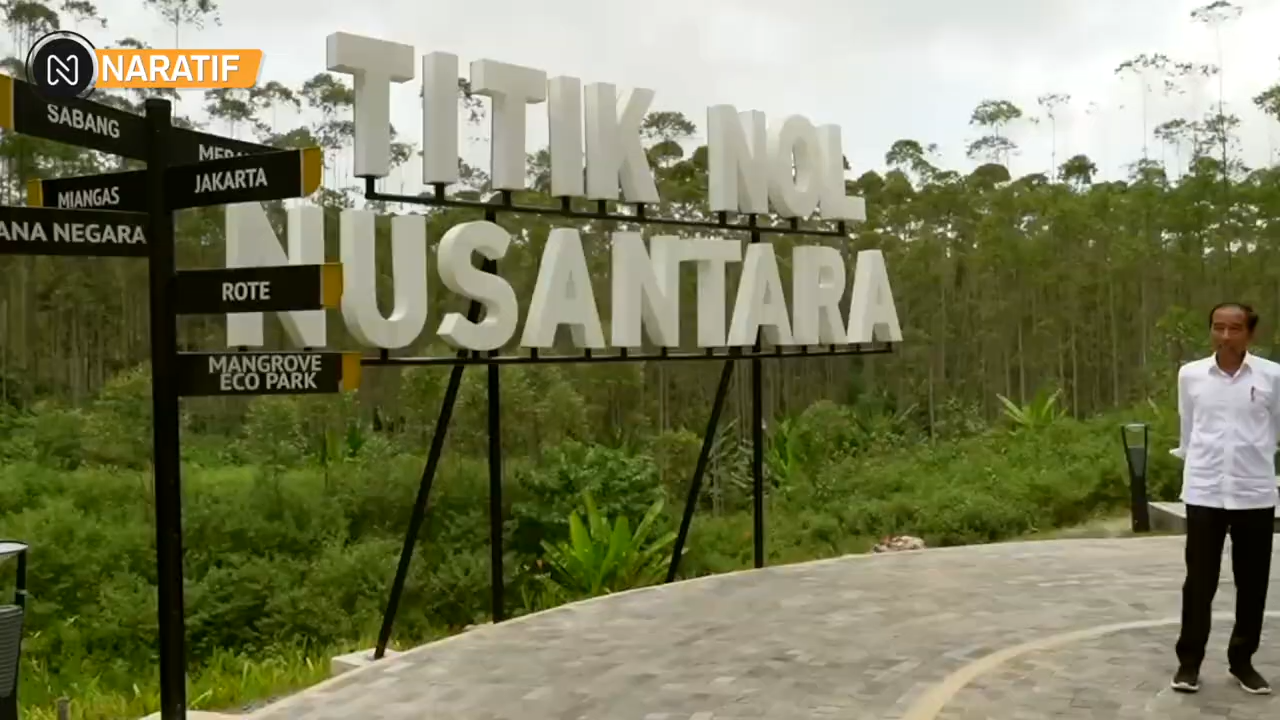 NARATIF
SABANG
JAKARTA
MIANGAS
ANA NEGARA
ROTE
MANGROVE
ECO PARK
TITIK NOL
NUSANTARA